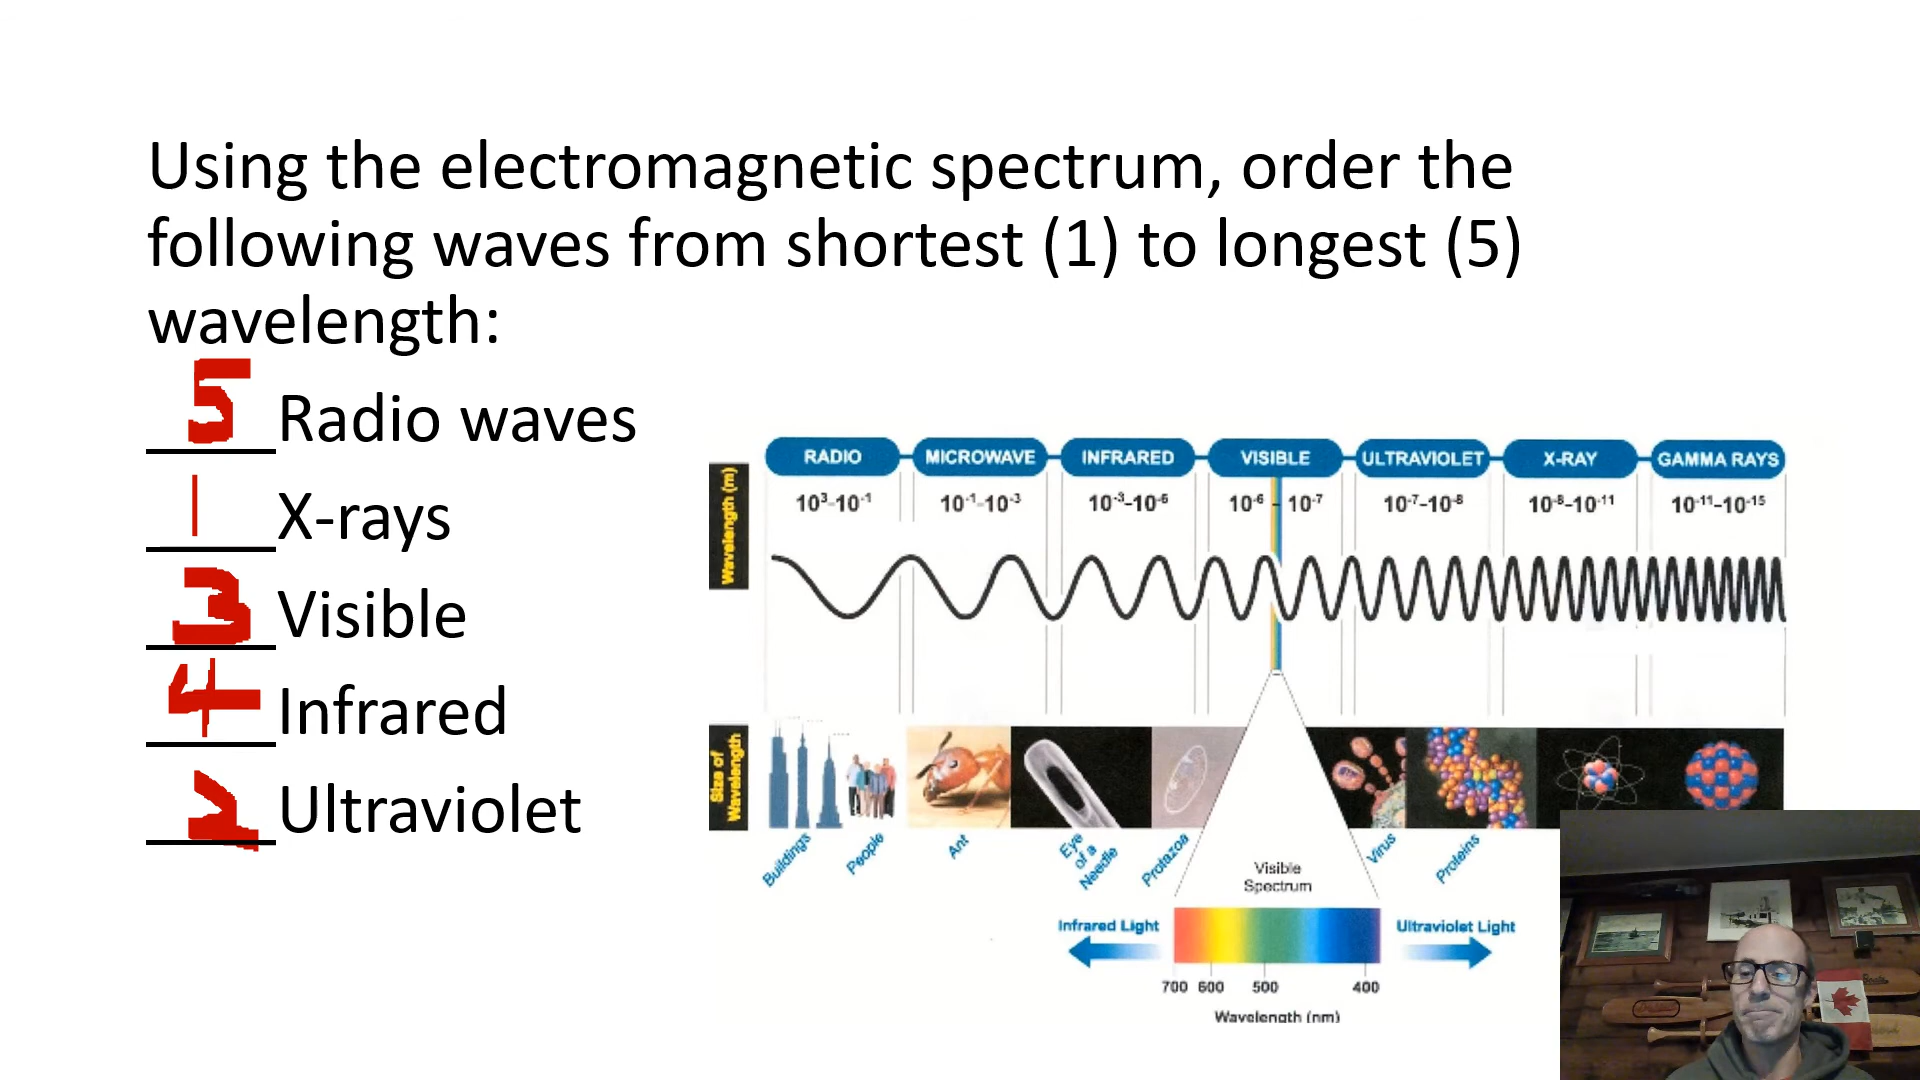 Using the electromagnetic spectrum, order the
following waves from shortest (1) to longest (5)
wavelength:
5 Radio waves
1 X-rays
3 Visible
4 Infrared
2 Ultraviolet
Wavelength (m)
RADIO MICROWAVE INFRARED VISIBLE ULTRAVIOLET X-RAY GAMMA RAYS
10³-10⁻¹ 10⁻¹-10⁻³ 10⁻³-10⁻⁶ 10⁻⁶ - 10⁻⁷ 10⁻⁷-10⁻⁸ 10⁻⁸-10⁻¹¹ 10⁻¹¹-10⁻¹⁵
Size of
Wavelength
Buildings
People
Ant
Eye
of a
Needle
Protazoa
Virus
Proteins
Visible
Spectrum
Infrared Light
Ultraviolet Light
700 600 500 400
Wavelength (nm)